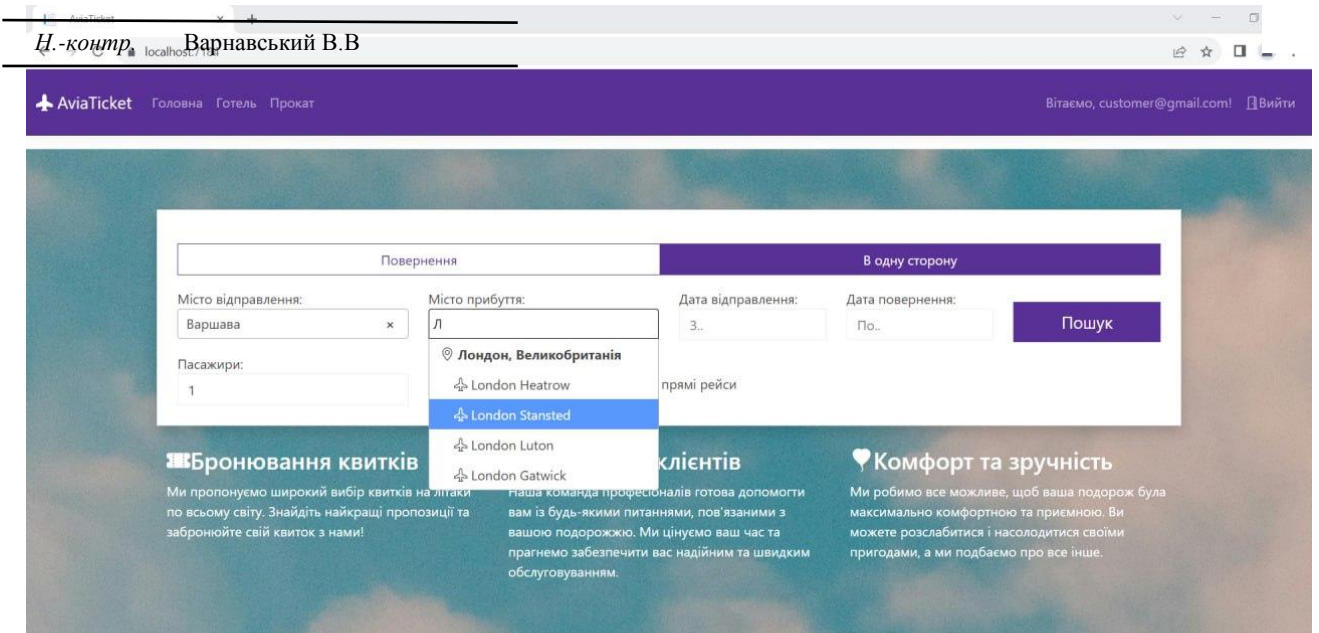 AviaTicket
Н.-контр. Варнавський В.В
localhost:7184
AviaTicket Головна Готель Прокат Вітаємо, customer@gmail.com! Вийти
Повернення В одну сторону
Місто відправлення: Місто прибуття: Дата відправлення: Дата повернення:
Варшава × Л З.. По.. Пошук
Лондон, Великобританія
Пасажири:
1
London Heatrow
прямі рейси
London Stansted
London Luton
London Gatwick
Бронювання квитків
Ми пропонуємо широкий вибір квитків на літаки
по всьому світу. Знайдіть найкращі пропозиції та
забронюйте свій квиток з нами!
клієнтів
Наша команда професіоналів готова допомогти
вам із будь-якими питаннями, пов'язаними з
вашою подорожжю. Ми цінуємо ваш час та
прагнемо забезпечити вас надійним та швидким
обслуговуванням.
Комфорт та зручність
Ми робимо все можливе, щоб ваша подорож була
максимально комфортною та приємною. Ви
можете розслабитися і насолодитися своїми
пригодами, а ми подбаємо про все інше.